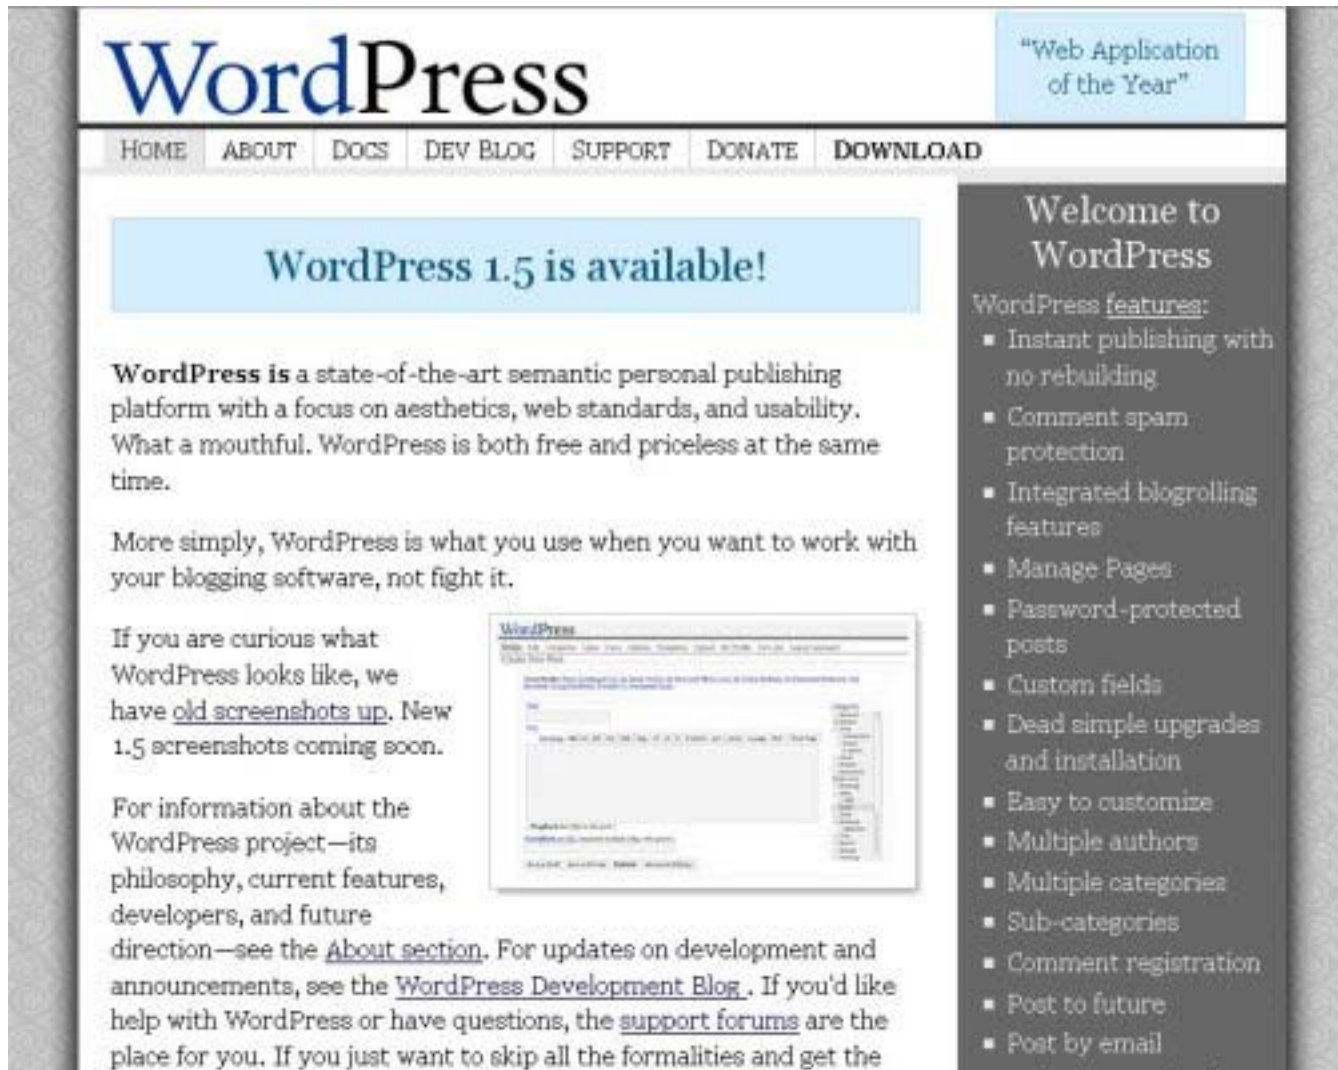 WordPress
“Web Application
of the Year”
HOME ABOUT DOCS DEV BLOG SUPPORT DONATE DOWNLOAD
WordPress 1.5 is available!
WordPress is a state-of-the-art semantic personal publishing
platform with a focus on aesthetics, web standards, and usability.
What a mouthful. WordPress is both free and priceless at the same
time.
More simply, WordPress is what you use when you want to work with
your blogging software, not fight it.
If you are curious what
WordPress looks like, we
have old screenshots up. New
1.5 screenshots coming soon.
WordPress
For information about the
WordPress project—its
philosophy, current features,
developers, and future
direction—see the About section. For updates on development and
announcements, see the WordPress Development Blog . If you'd like
help with WordPress or have questions, the support forums are the
place for you. If you just want to skip all the formalities and get the
Welcome to
WordPress
WordPress features:
▪ Instant publishing with
no rebuilding
▪ Comment spam
protection
▪ Integrated blogrolling
features
▪ Manage Pages
▪ Password-protected
posts
▪ Custom fields
▪ Dead simple upgrades
and installation
▪ Easy to customize
▪ Multiple authors
▪ Multiple categories
▪ Sub-categories
▪ Comment registration
▪ Post to future
▪ Post by email